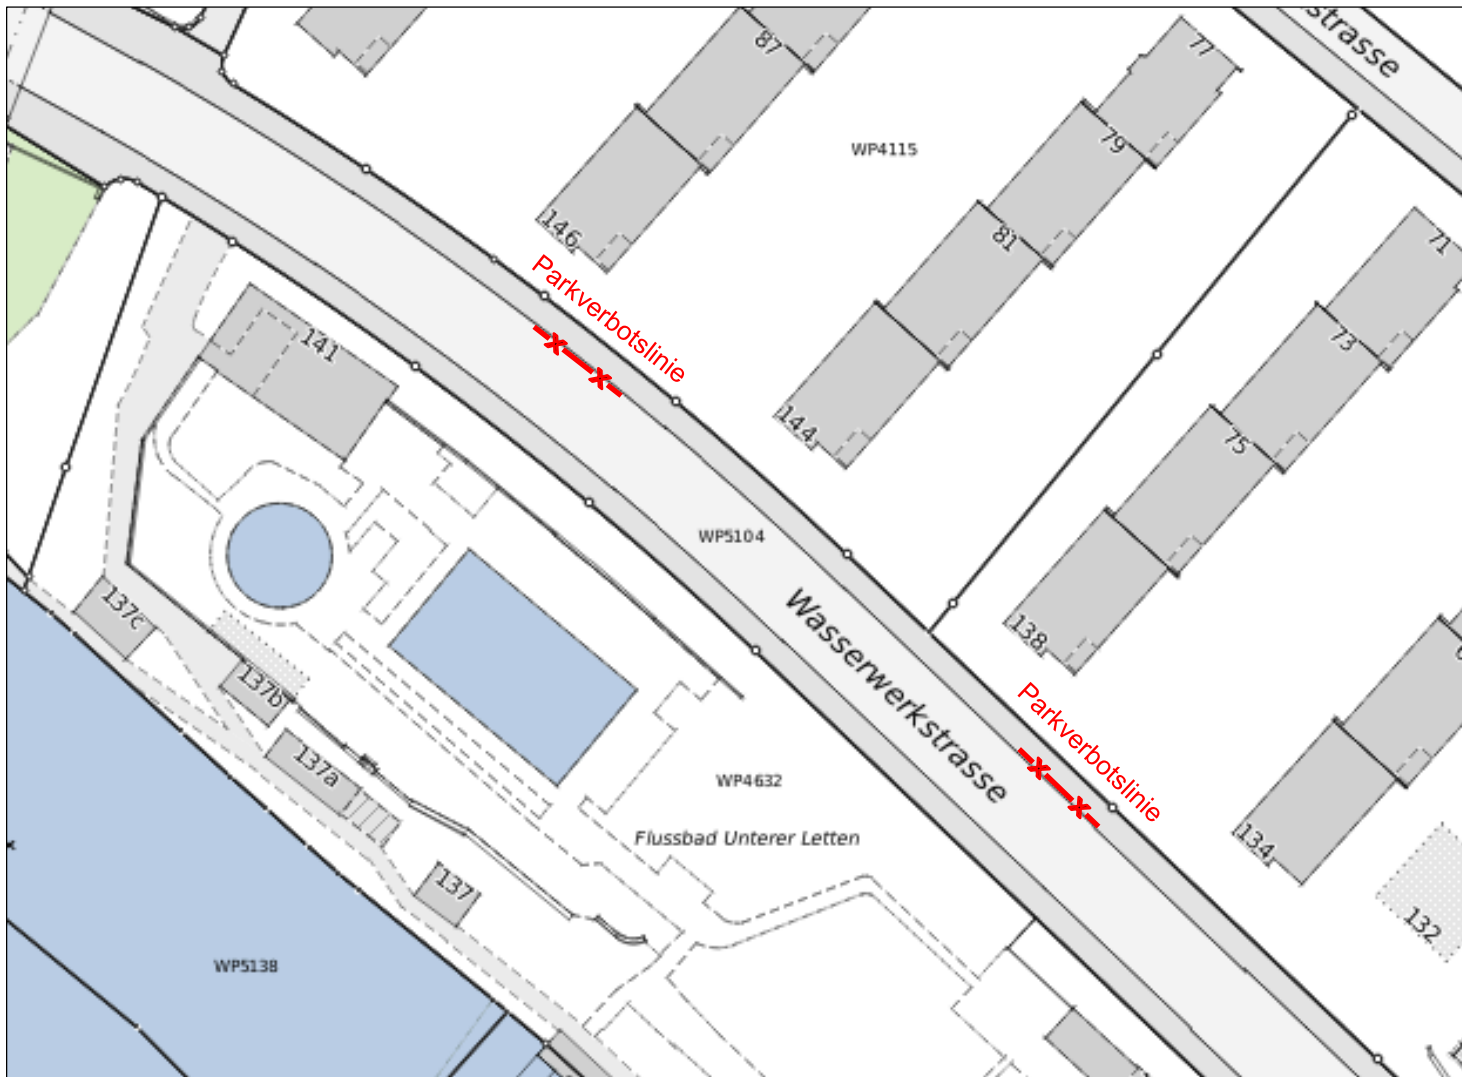 strasse
87
77
WP4115
79
146
81
71
Parkverbotslinie
141
73
144
75
WP5104
137c
Wasserwerkstrasse
138
137b
Parkverbotslinie
137a
WP4632
Flussbad Unterer Letten
134
137
132
WP5138